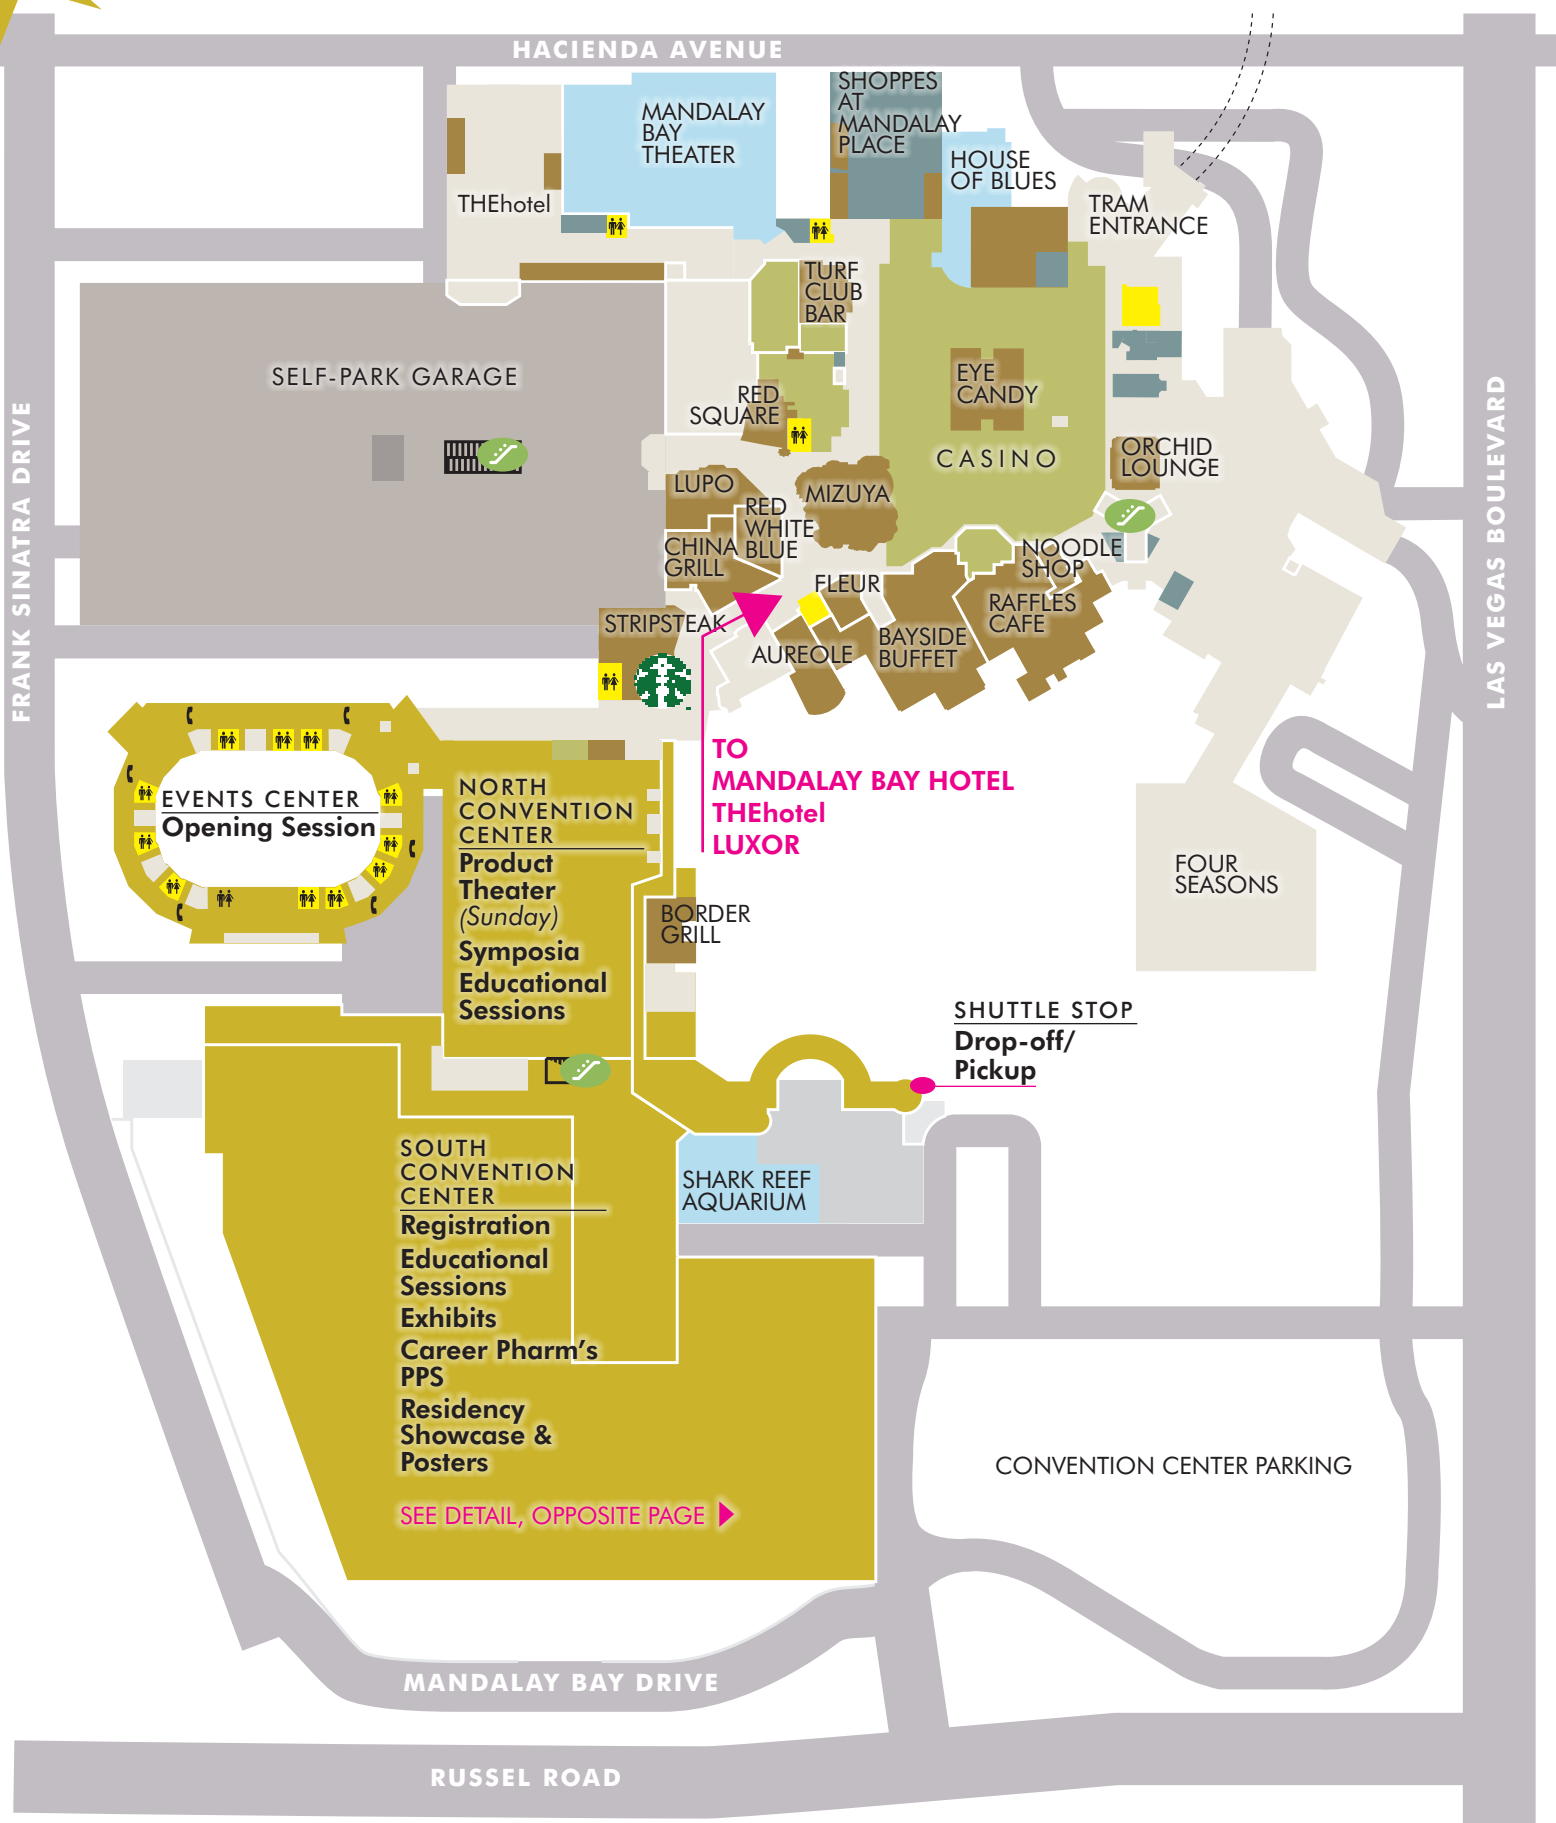 HACIENDA AVENUE
SHOPPES
AT
MANDALAY
PLACE
MANDALAY
BAY
THEATER
HOUSE
OF BLUES
THEhotel
TRAM
ENTRANCE
TURF
CLUB
BAR
SELF-PARK GARAGE
RED
SQUARE
EYE
CANDY
CASINO
ORCHID
LOUNGE
FRANK SINATRA DRIVE
LAS VEGAS BOULEVARD
LUPO
MIZUYA
RED
WHITE
BLUE
CHINA
GRILL
NOODLE
SHOP
FLEUR
RAFFLES
CAFE
STRIPSTEAK
AUREOLE
BAYSIDE
BUFFET
TO
MANDALAY BAY HOTEL
THEhotel
LUXOR
EVENTS CENTER
Opening Session
NORTH
CONVENTION
CENTER
Product
Theater
(Sunday)
Symposia
Educational
Sessions
FOUR
SEASONS
BORDER
GRILL
SHUTTLE STOP
Drop-off/
Pickup
SOUTH
CONVENTION
CENTER
Registration
Educational
Sessions
Exhibits
Career Pharm’s
PPS
Residency
Showcase &
Posters
SEE DETAIL, OPPOSITE PAGE
SHARK REEF
AQUARIUM
CONVENTION CENTER PARKING
MANDALAY BAY DRIVE
RUSSEL ROAD